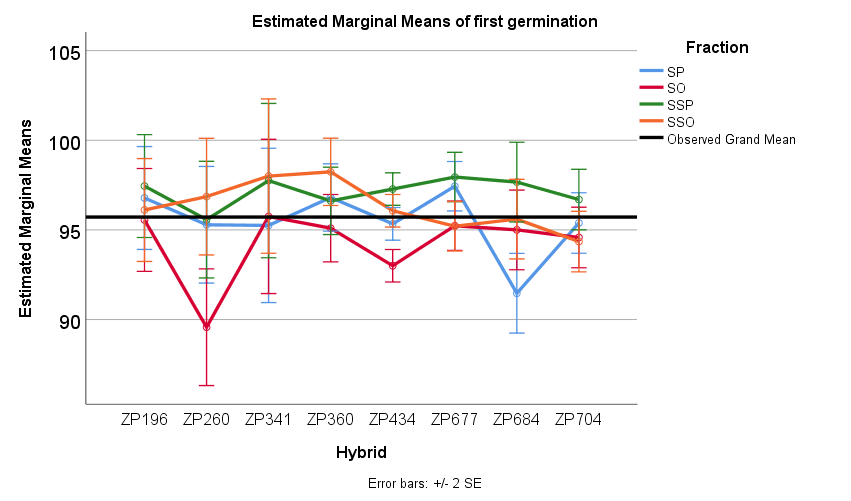 Estimated Marginal Means of first germination
Estimated Marginal Means
105
100
95
90
ZP196 ZP260 ZP341 ZP360 ZP434 ZP677 ZP684 ZP704
Hybrid
Error bars: +/- 2 SE
Fraction
SP
SO
SSP
SSO
Observed Grand Mean